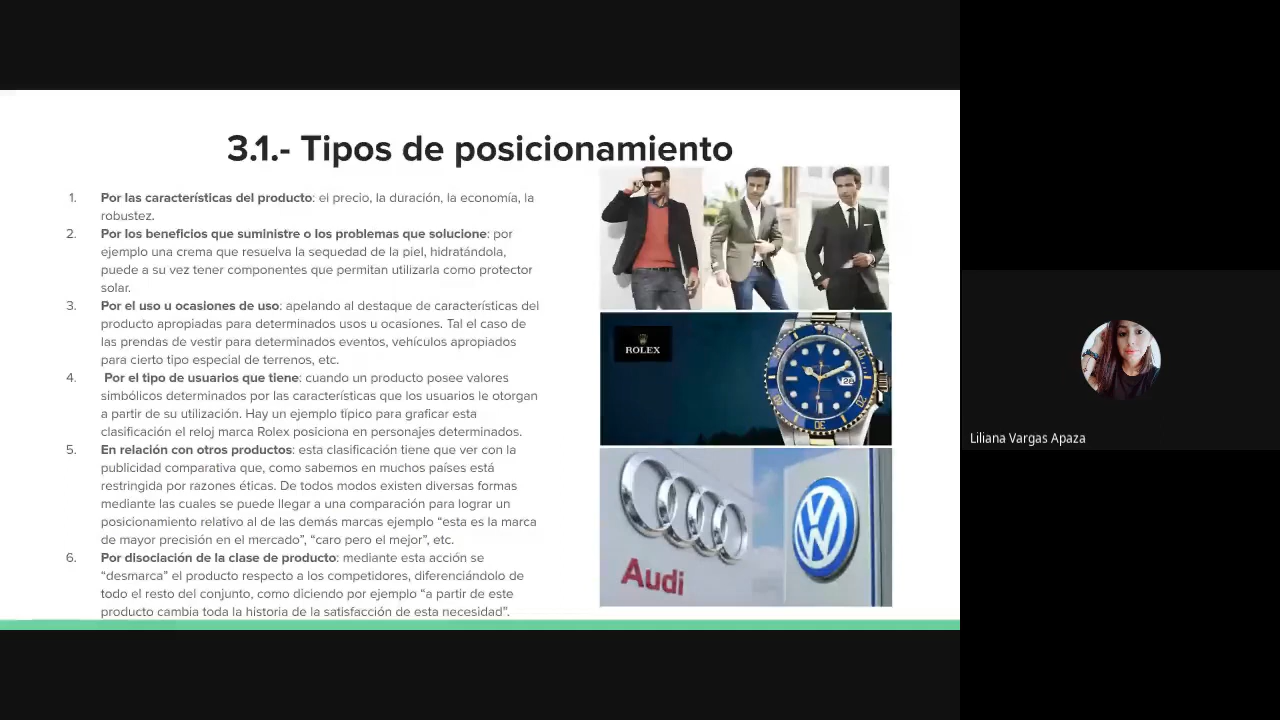 3.1.- Tipos de posicionamiento
1. Por las características del producto: el precio, la duración, la economía, la
robustez.
2. Por los beneficios que suministre o los problemas que solucione: por
ejemplo una crema que resuelva la sequedad de la piel, hidratándola,
puede a su vez tener componentes que permitan utilizarla como protector
solar.
3. Por el uso u ocasiones de uso: apelando al destaque de características del
producto apropiadas para determinados usos u ocasiones. Tal el caso de
las prendas de vestir para determinados eventos, vehículos apropiados
para cierto tipo especial de terrenos, etc.
4. Por el tipo de usuarios que tiene: cuando un producto posee valores
simbólicos determinados por las características que los usuarios le otorgan
a partir de su utilización. Hay un ejemplo típico para graficar esta
clasificación el reloj marca Rolex posiciona en personajes determinados.
5. En relación con otros productos: esta clasificación tiene que ver con la
publicidad comparativa que, como sabemos en muchos países está
restringida por razones éticas. De todos modos existen diversas formas
mediante las cuales se puede llegar a una comparación para lograr un
posicionamiento relativo al de las demás marcas ejemplo “esta es la marca
de mayor precisión en el mercado”, “caro pero el mejor”, etc.
6. Por disociación de la clase de producto: mediante esta acción se
“desmarca” el producto respecto a los competidores, diferenciándolo de
todo el resto del conjunto, como diciendo por ejemplo “a partir de este
producto cambia toda la historia de la satisfacción de esta necesidad”.
ROLEX
Audi
Liliana Vargas Apaza